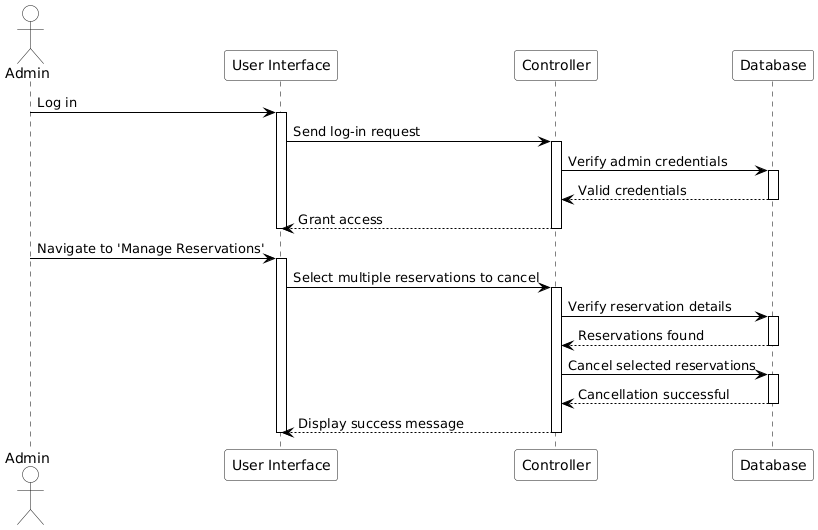 Admin
User Interface
Controller
Database
Log in
Send log-in request
Verify admin credentials
Valid credentials
Grant access
Navigate to 'Manage Reservations'
Select multiple reservations to cancel
Verify reservation details
Reservations found
Cancel selected reservations
Cancellation successful
Display success message
Admin
User Interface
Controller
Database